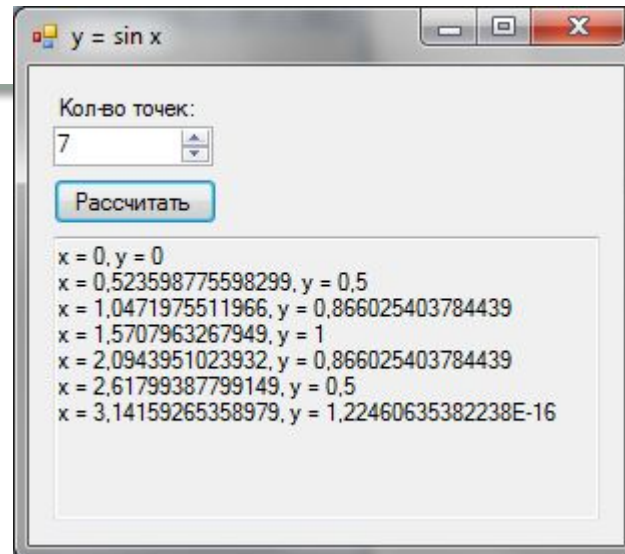 y = sin x
Кол-во точек:
7
Рассчитать
x = 0, y = 0
x = 0,523598775598299, y = 0,5
x = 1,0471975511966, y = 0,866025403784439
x = 1,5707963267949, y = 1
x = 2,0943951023932, y = 0,866025403784439
x = 2,61799387799149, y = 0,5
x = 3,14159265358979, y = 1,22460635382238E-16